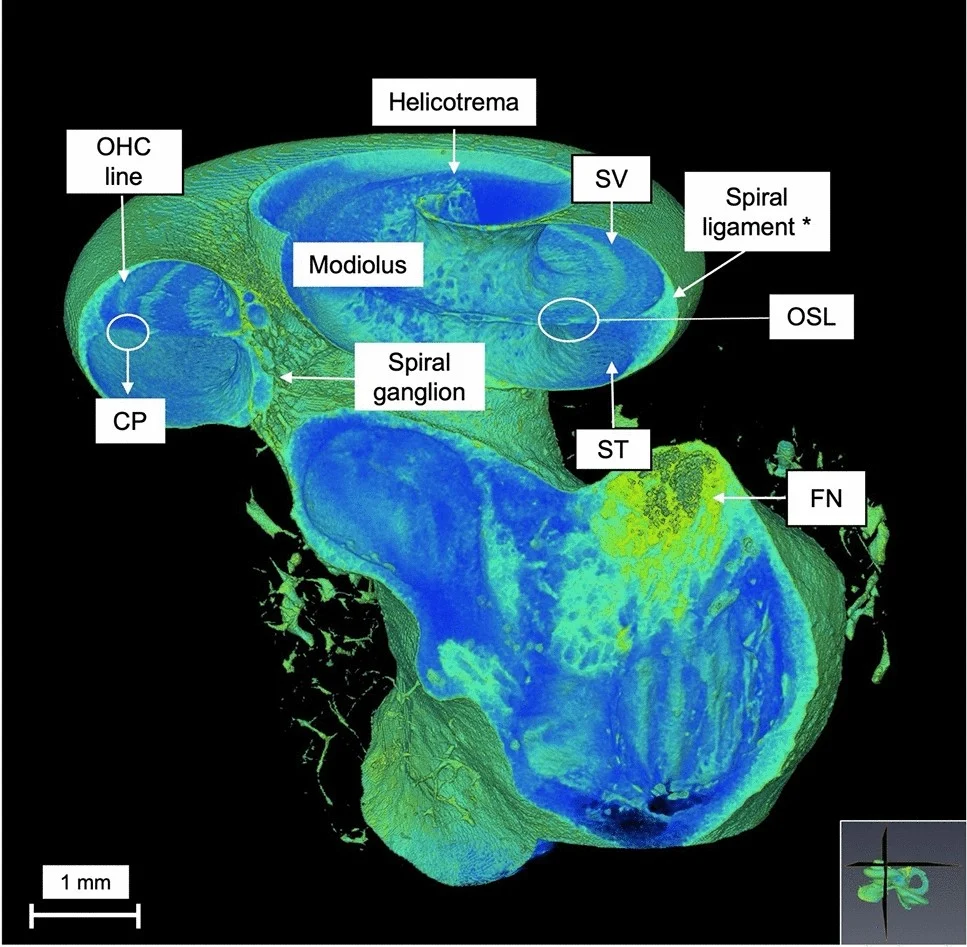 Helicotrema
OHC
line
SV
Spiral
ligament *
Modiolus
OSL
Spiral
ganglion
CP
ST
FN
1 mm